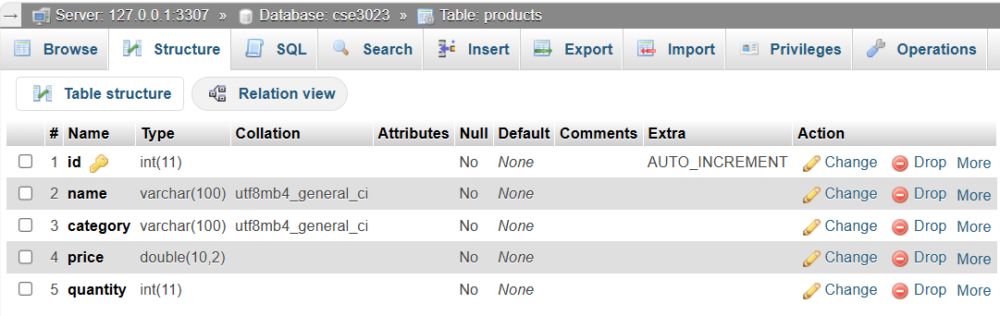 Server: 127.0.0.1:3307 » Database: cse3023 » Table: products
Browse Structure SQL Search Insert Export Import Privileges Operations
Table structure Relation view
# Name Type Collation Attributes Null Default Comments Extra Action
1 id int(11) No None AUTO_INCREMENT Change Drop More
2 name varchar(100) utf8mb4_general_ci No None Change Drop More
3 category varchar(100) utf8mb4_general_ci No None Change Drop More
4 price double(10,2) No None Change Drop More
5 quantity int(11) No None Change Drop More